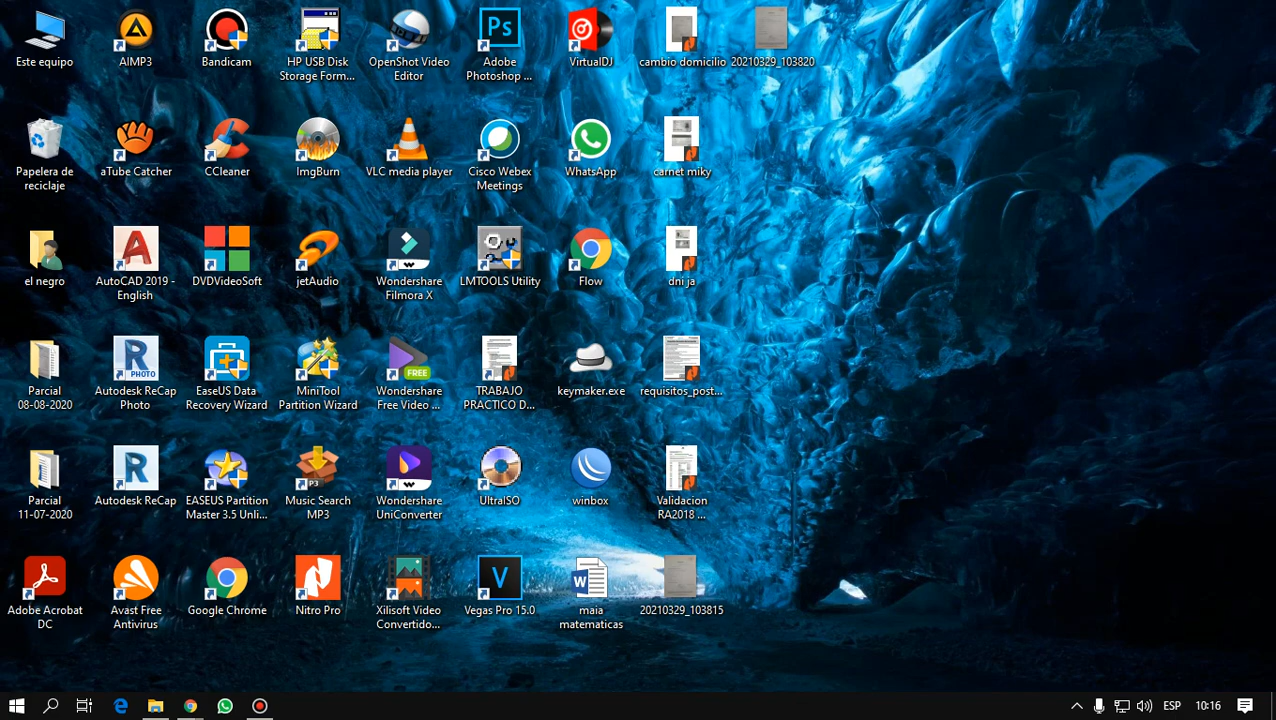 Este equipo
AIMP3
Bandicam
HP USB Disk
Storage Form...
OpenShot Video
Editor
Ps
Adobe
Photoshop ...
VirtualDJ
cambio domicilio
20210329_103820
Papelera de
reciclaje
aTube Catcher
CCleaner
ImgBurn
VLC media player
Cisco Webex
Meetings
WhatsApp
carnet miky
el negro
AutoCAD 2019 -
English
DVDVideoSoft
jetAudio
Wondershare
Filmora X
LMTOOLS Utility
Flow
dni ja
Parcial
08-08-2020
PHOTO
Autodesk ReCap
Photo
EaseUS Data
Recovery Wizard
MiniTool
Partition Wizard
FREE
Wondershare
Free Video ...
TRABAJO
PRACTICO D...
keymaker.exe
requisitos_post...
Parcial
11-07-2020
Autodesk ReCap
EASEUS Partition
Master 3.5 Unli...
P3
Music Search
MP3
Wondershare
UniConverter
UltraISO
winbox
Validacion
RA2018 ...
Adobe Acrobat
DC
Avast Free
Antivirus
Google Chrome
Nitro Pro
Xilisoft Video
Convertido...
V
Vegas Pro 15.0
W
maia
matematicas
20210329_103815
ESP
10:16